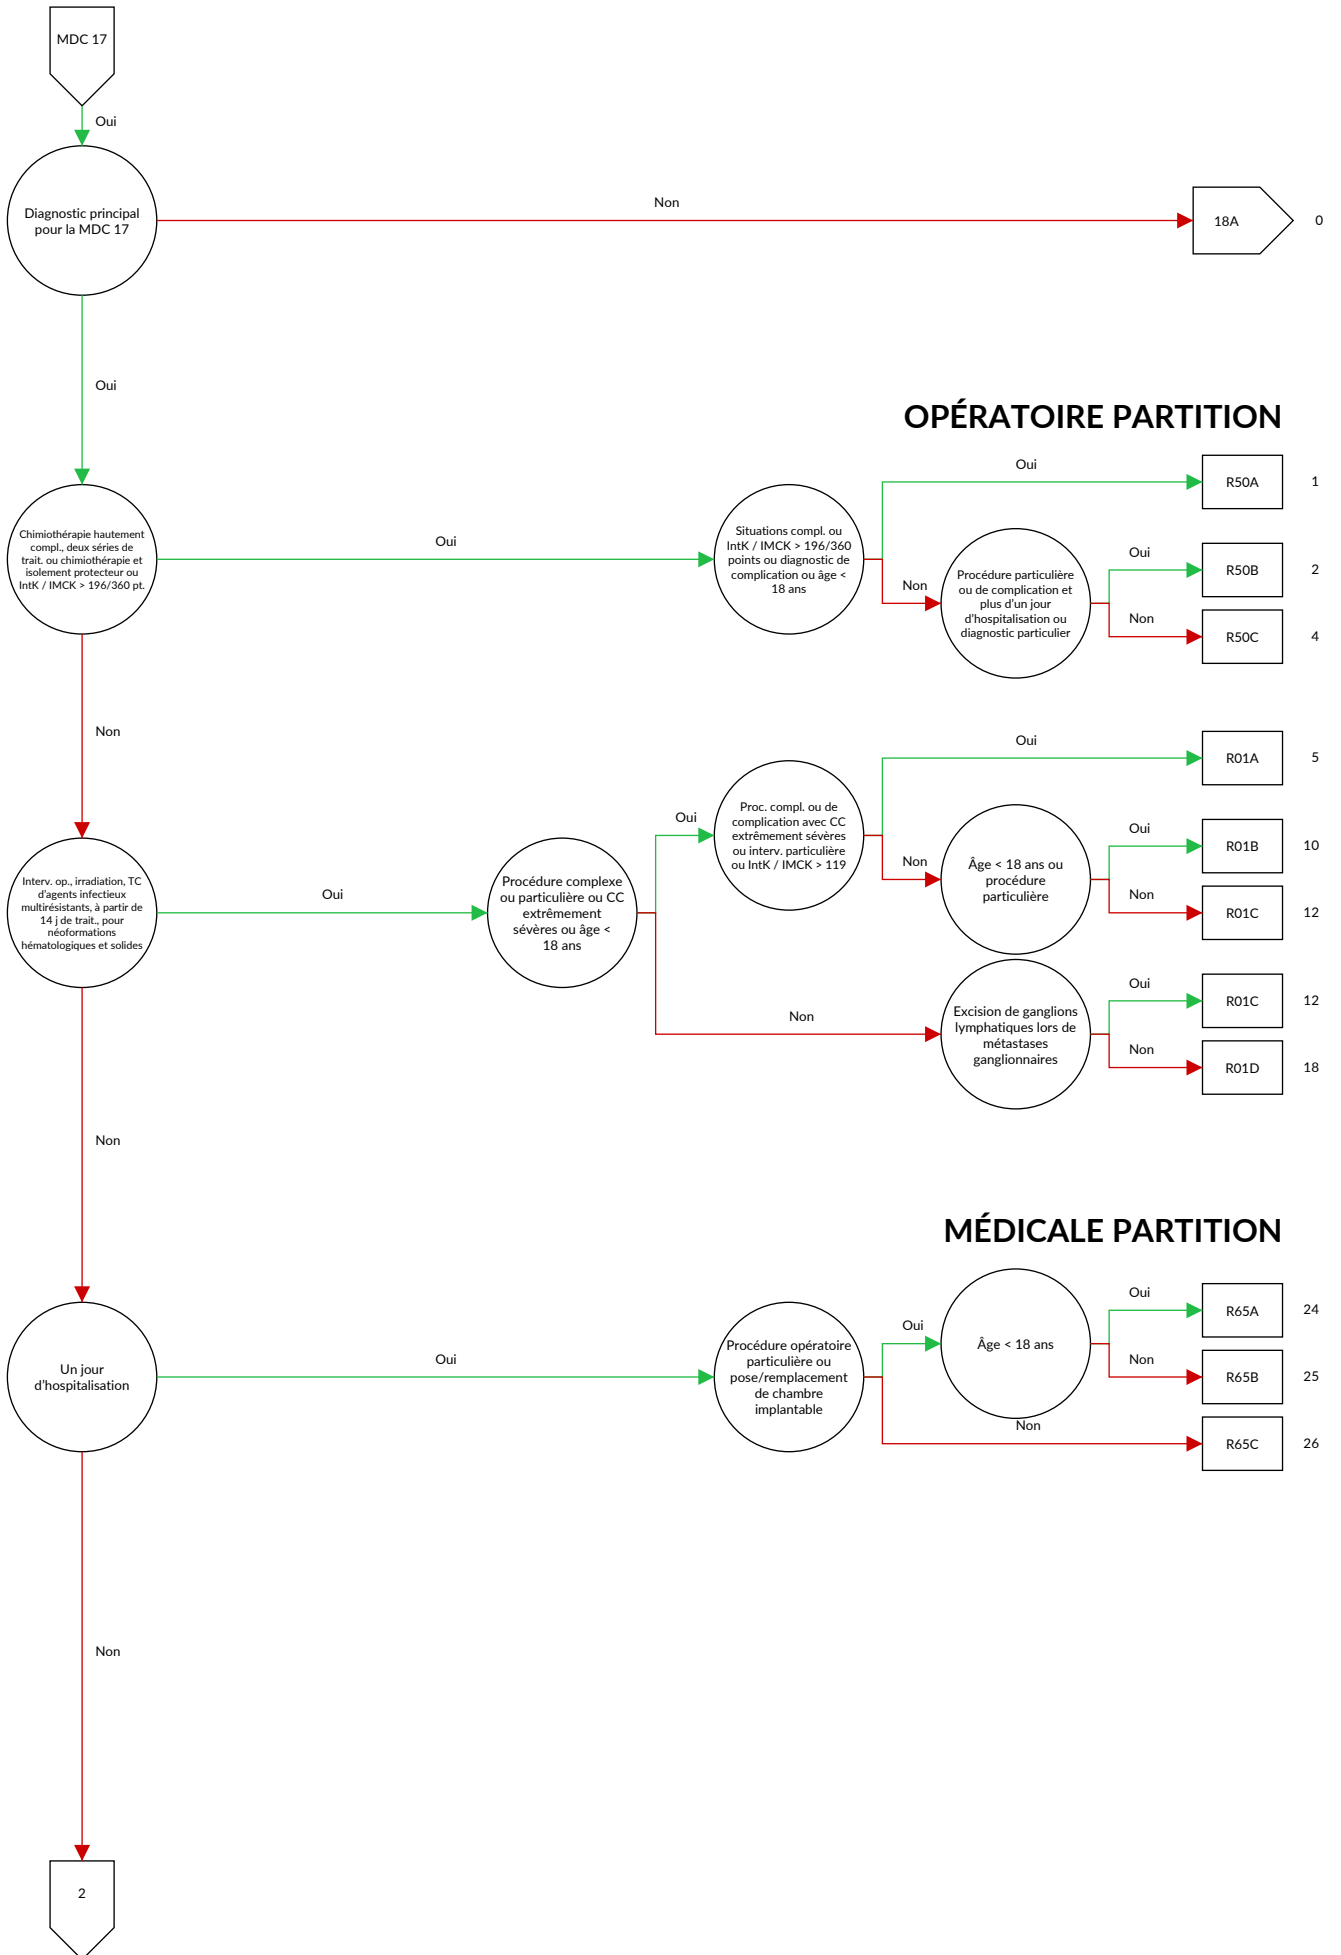 MDC 17
Oui
Diagnostic principal
pour la MDC 17
Non
18A
0
Oui
OPÉRATOIRE PARTITION
Chimiothérapie hautement
compl., deux séries de
trait. ou chimiothérapie et
isolement protecteur ou
IntK / IMCK > 196/360 pt.
Oui
Situations compl. ou
IntK / IMCK > 196/360
points ou diagnostic de
complication ou âge <
18 ans
Oui
R50A
1
Non
Procédure particulière
ou de complication et
plus d'un jour
d'hospitalisation ou
diagnostic particulier
Oui
R50B
2
Non
R50C
4
Non
Interv. op., irradiation, TC
d'agents infectieux
multirésistants, à partir de
14 j de trait., pour
néoformations
hématologiques et solides
Oui
Procédure complexe
ou particulière ou CC
extrêmement
sévères ou âge <
18 ans
Oui
Proc. compl. ou de
complication avec CC
extrêmement sévères
ou interv. particulière
ou IntK / IMCK > 119
Oui
R01A
5
Non
Âge < 18 ans ou
procédure
particulière
Oui
R01B
10
Non
R01C
12
Non
Excision de ganglions
lymphatiques lors de
métastases
ganglionnaires
Oui
R01C
12
Non
R01D
18
Non
MÉDICALE PARTITION
Un jour
d'hospitalisation
Oui
Procédure opératoire
particulière ou
pose/remplacement
de chambre
implantable
Oui
Âge < 18 ans
Oui
R65A
24
Non
R65B
25
Non
R65C
26
Non
2